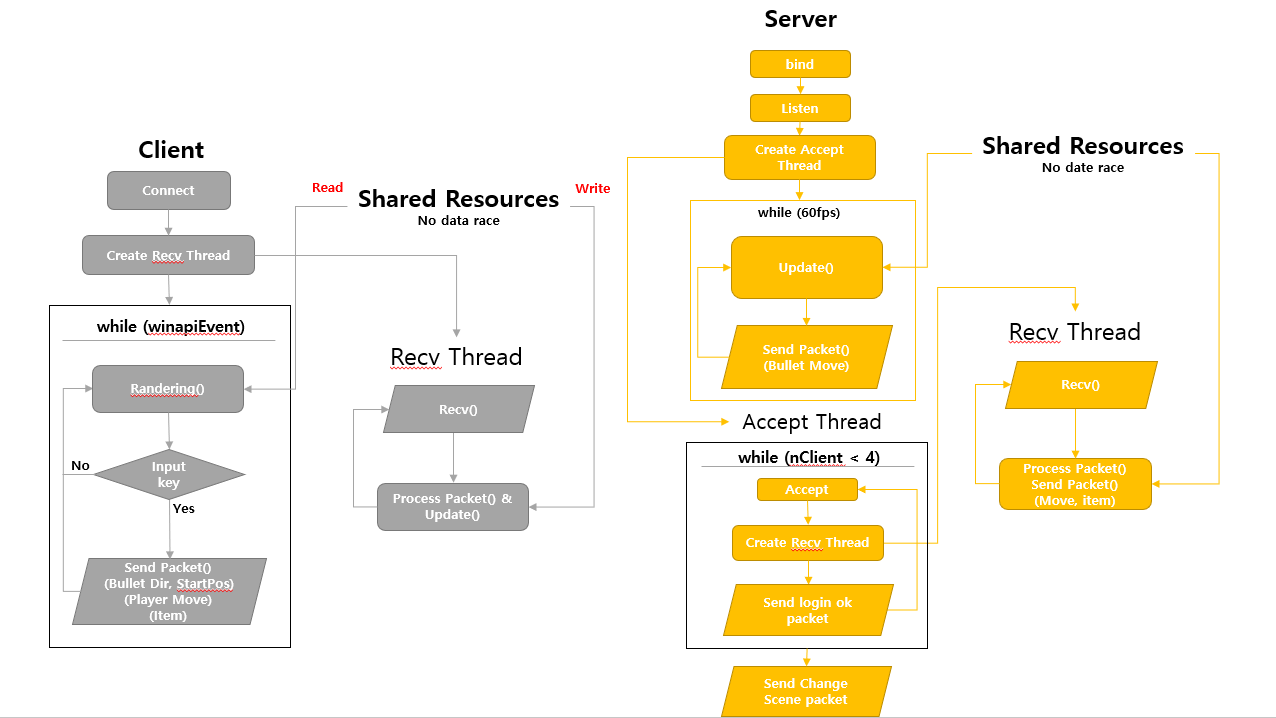 Client
Connect
Create Recv Thread
while (winapiEvent)
Randering()
Input
key
No
Yes
Send Packet()
(Bullet Dir, StartPos)
(Player Move)
(Item)
Read
Shared Resources
No data race
Write
Recv Thread
Recv()
Process Packet() &
Update()
Server
bind
Listen
Create Accept
Thread
while (60fps)
Update()
Send Packet()
(Bullet Move)
Accept Thread
while (nClient < 4)
Accept
Create Recv Thread
Send login ok
packet
Send Change
Scene packet
Shared Resources
No date race
Recv Thread
Recv()
Process Packet()
Send Packet()
(Move, item)